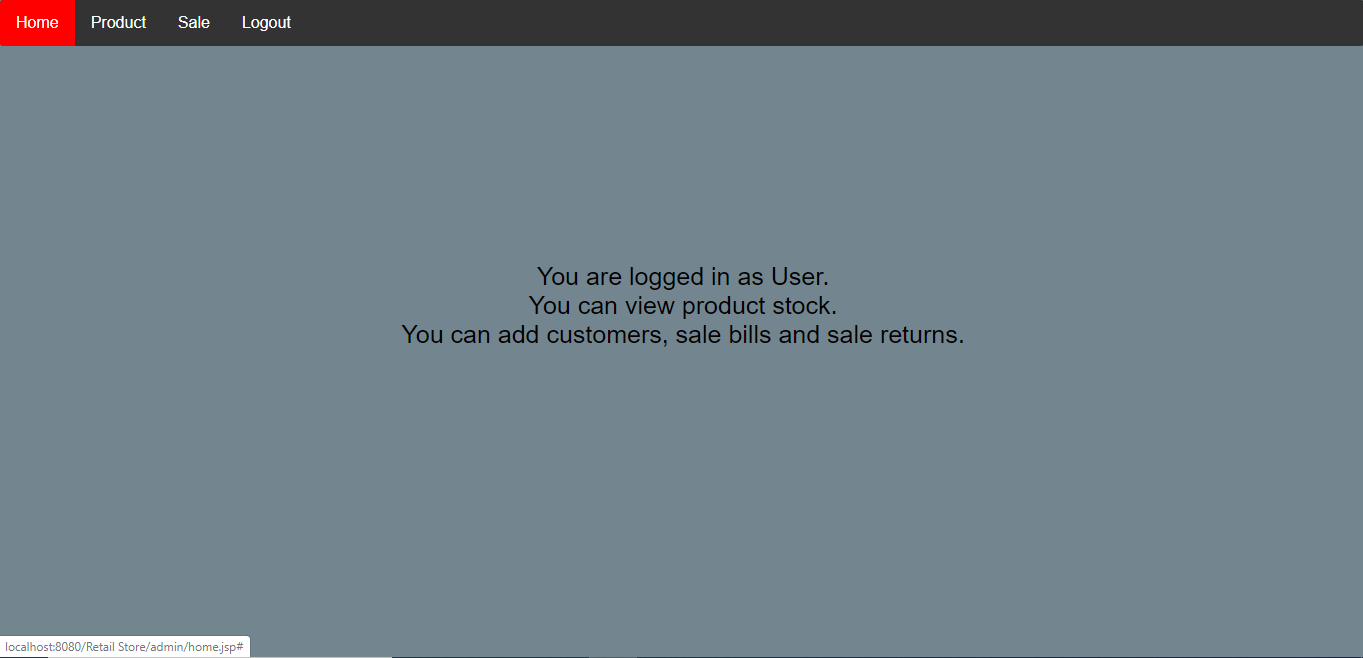 Home Product Sale Logout
You are logged in as User.
You can view product stock.
You can add customers, sale bills and sale returns.
localhost:8080/Retail Store/admin/home.jsp#